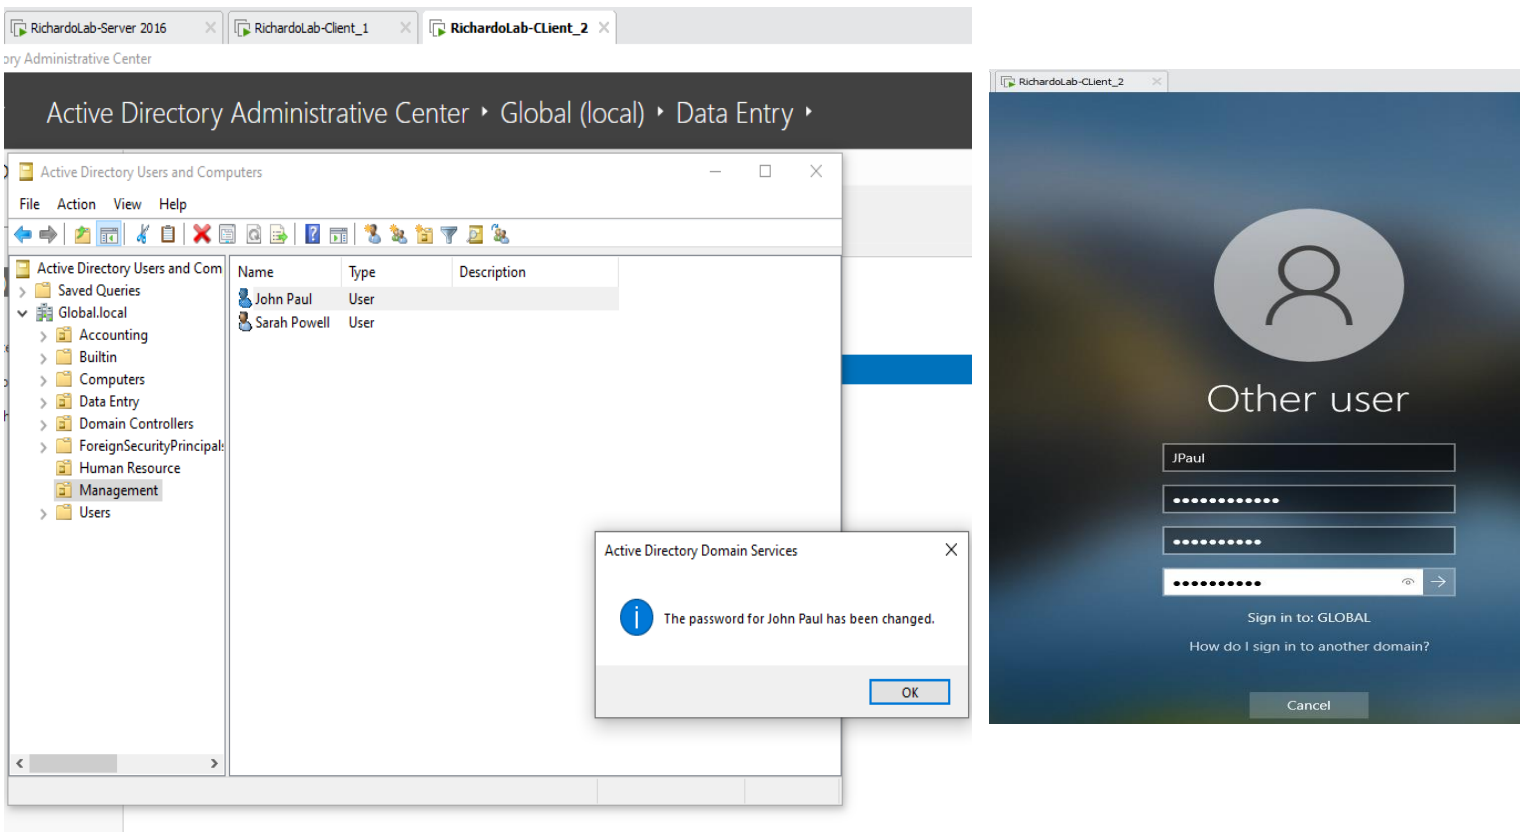 RichardoLab-Server 2016
RichardoLab-Client_1
RichardoLab-CLient_2
ory Administrative Center
Active Directory Administrative Center • Global (local) • Data Entry •
Active Directory Users and Computers
File Action View Help
Active Directory Users and Com
Saved Queries
Global.local
Accounting
Builtin
Computers
Data Entry
Domain Controllers
ForeignSecurityPrincipal
Human Resource
Management
Users
Name Type Description
John Paul User
Sarah Powell User
Active Directory Domain Services
The password for John Paul has been changed.
OK
RichardoLab-CLient_2
Other user
JPaul
Sign in to: GLOBAL
How do I sign in to another domain?
Cancel